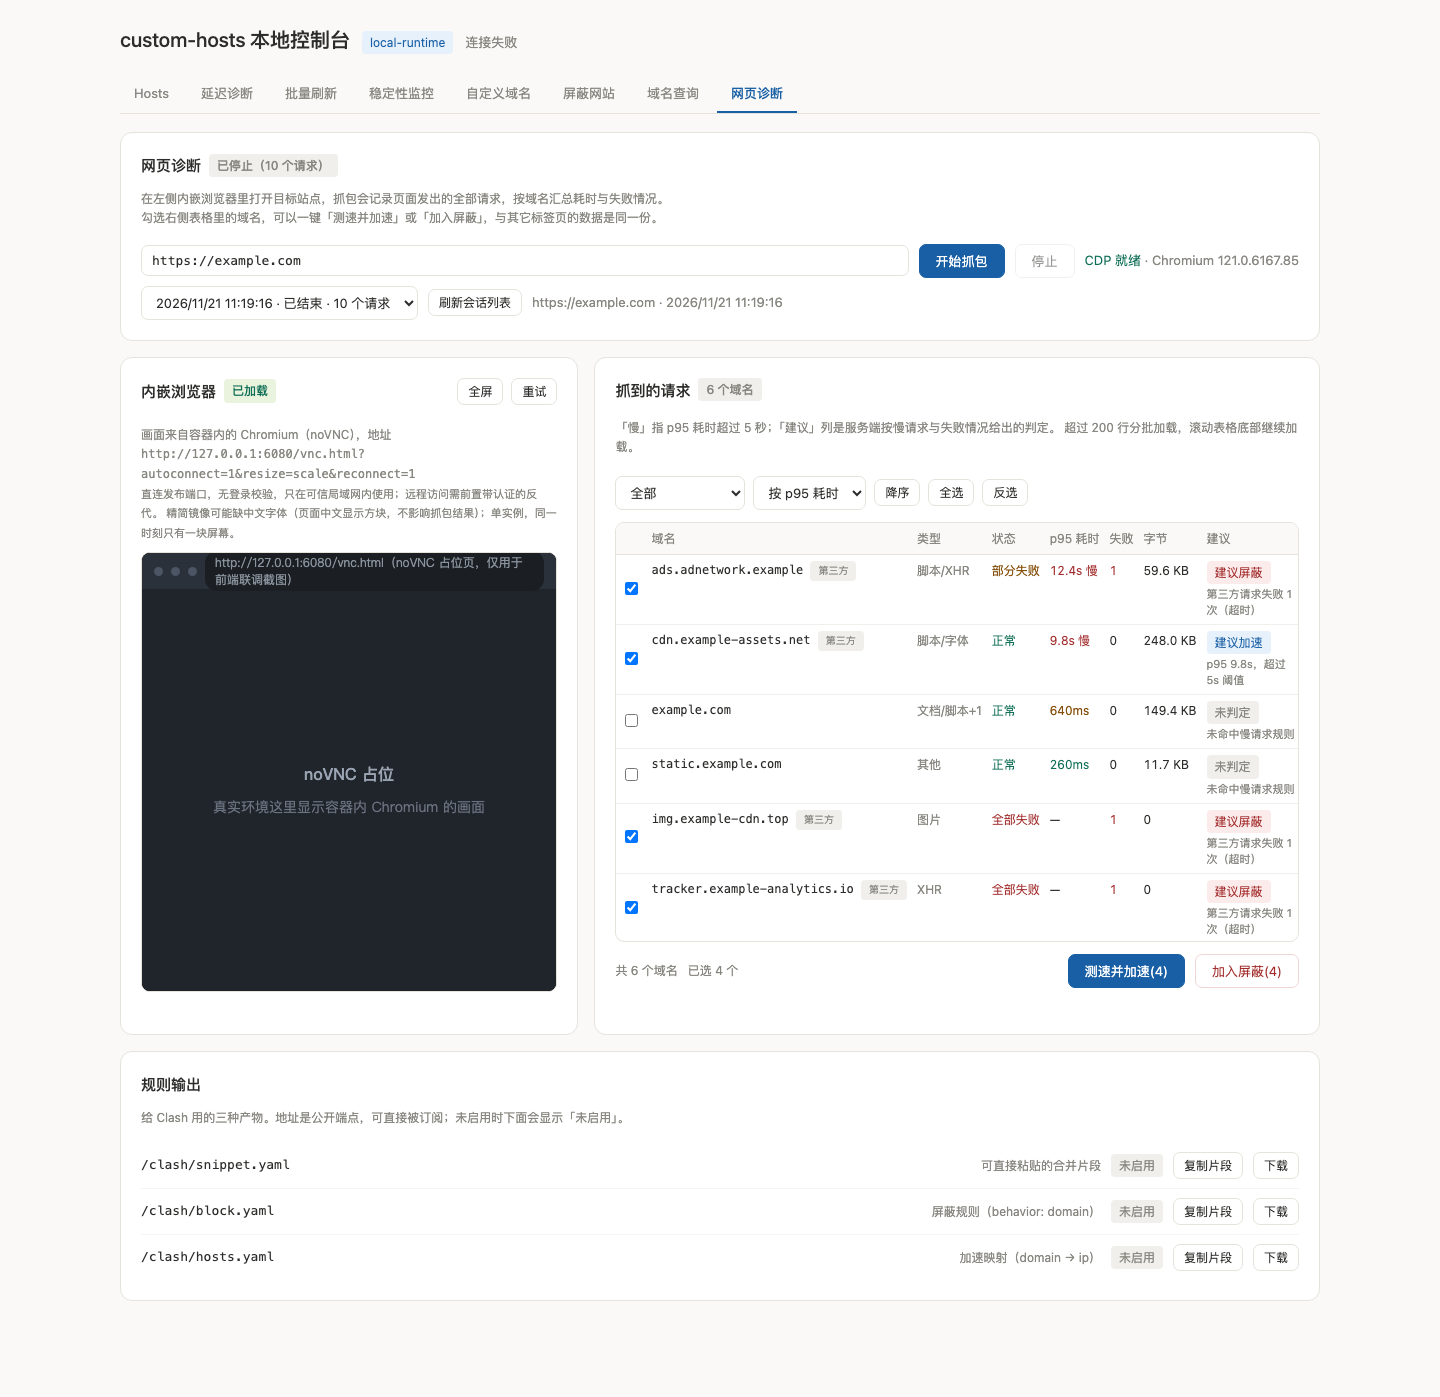 custom-hosts 本地控制台 local-runtime 连接失败
Hosts 延迟诊断 批量刷新 稳定性监控 自定义域名 屏蔽网站 域名查询 网页诊断
网页诊断 已停止（10 个请求）
在左侧内嵌浏览器里打开目标站点，抓包会记录页面发出的全部请求，按域名汇总耗时与失败情况。
勾选右侧表格里的域名，可以一键「测速并加速」或「加入屏蔽」，与其它标签页的数据是同一份。
https://example.com 开始抓包 停止 CDP 就绪 · Chromium 121.0.6167.85
2026/11/21 11:19:16 · 已结束 · 10 个请求 刷新会话列表 https://example.com · 2026/11/21 11:19:16
内嵌浏览器 已加载 全屏 重试
画面来自容器内的 Chromium（noVNC），地址
http://127.0.0.1:6080/vnc.html?
autoconnect=1&resize=scale&reconnect=1
直连发布端口，无登录校验，只在可信局域网内使用；远程访问需前置带认证的反
代。 精简镜像可能缺中文字体（页面中文显示方块，不影响抓包结果）；单实例，同一
时刻只有一块屏幕。
http://127.0.0.1:6080/vnc.html（noVNC 占位页，仅用于
前端联调截图）
noVNC 占位
真实环境这里显示容器内 Chromium 的画面
抓到的请求 6 个域名
「慢」指 p95 耗时超过 5 秒；「建议」列是服务端按慢请求与失败情况给出的判定。 超过 200 行分批加载，滚动表格底部继续加
载。
全部 按 p95 耗时 降序 全选 反选
域名 类型 状态 p95 耗时 失败 字节 建议
ads.adnetwork.example 第三方 脚本/XHR 部分失败 12.4s 慢 1 59.6 KB 建议屏蔽
第三方请求失败 1
次（超时）
cdn.example-assets.net 第三方 脚本/字体 正常 9.8s 慢 0 248.0 KB 建议加速
p95 9.8s，超过
5s 阈值
example.com 文档/脚本+1 正常 640ms 0 149.4 KB 未判定
未命中慢请求规则
static.example.com 其他 正常 260ms 0 11.7 KB 未判定
未命中慢请求规则
img.example-cdn.top 第三方 图片 全部失败 — 1 0 建议屏蔽
第三方请求失败 1
次（超时）
tracker.example-analytics.io 第三方 XHR 全部失败 — 1 0 建议屏蔽
第三方请求失败 1
次（超时）
共 6 个域名 已选 4 个 测速并加速(4) 加入屏蔽(4)
规则输出
给 Clash 用的三种产物。地址是公开端点，可直接被订阅；未启用时下面会显示「未启用」。
/clash/snippet.yaml 可直接粘贴的合并片段 未启用 复制片段 下载
/clash/block.yaml 屏蔽规则（behavior: domain） 未启用 复制片段 下载
/clash/hosts.yaml 加速映射（domain → ip） 未启用 复制片段 下载